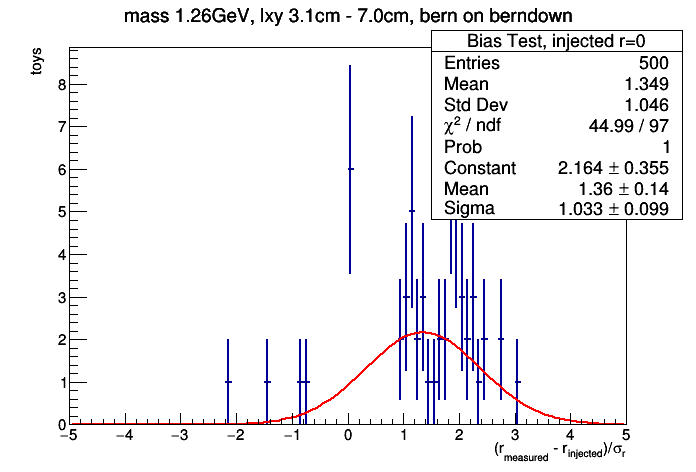 mass 1.26GeV, lxy 3.1cm - 7.0cm, bern on berndown
Bias Test, injected r=0
Entries 500
Mean 1.349
Std Dev 1.046
χ² / ndf 44.99 / 97
Prob 1
Constant 2.164 ± 0.355
Mean 1.36 ± 0.14
Sigma 1.033 ± 0.099
toys
8
7
6
5
4
3
2
1
0
−5 −4 −3 −2 −1 0 1 2 3 4 5
(r_measured - r_injected)/σ_r